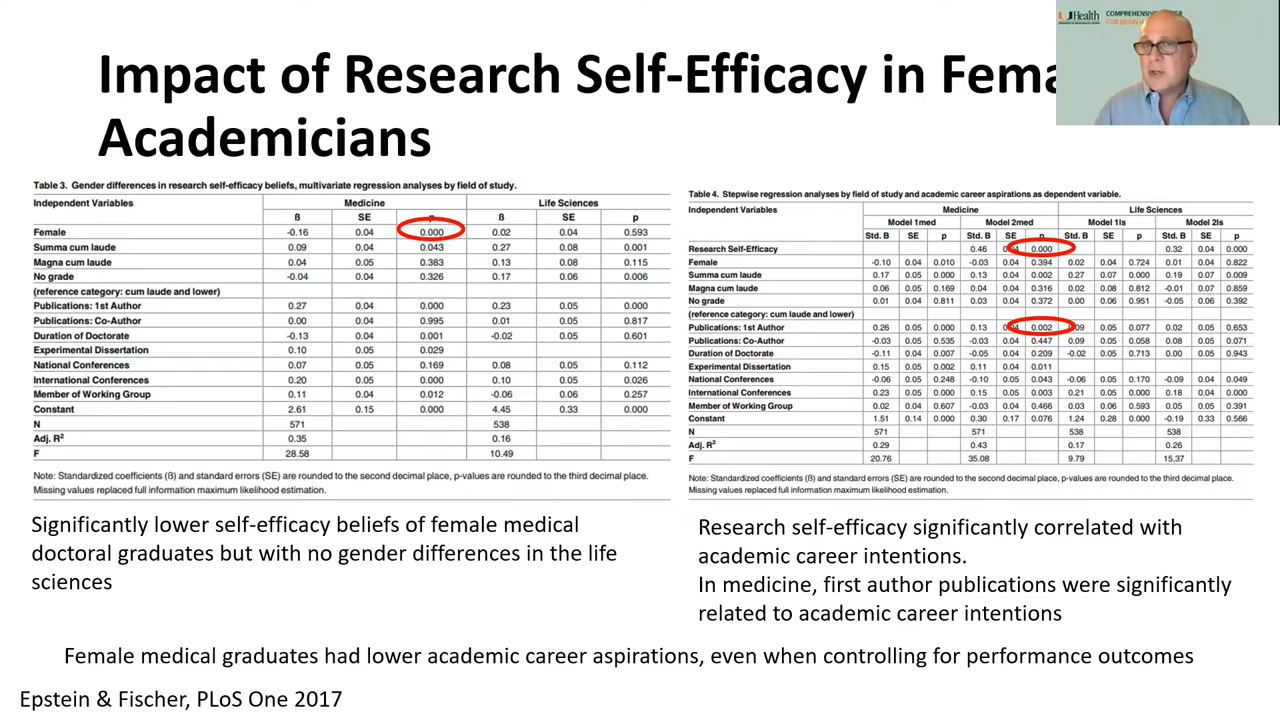 Impact of Research Self-Efficacy in Fema
Academicians
UHealth COMPREHENSIVE
FOR BRAIN
Table 3. Gender differences in research self-efficacy beliefs, multivariate regression analyses by field of study.
Independent Variables Medicine Life Sciences
ß SE p ß SE p
Female -0.16 0.04 0.000 0.02 0.04 0.593
Summa cum laude 0.09 0.04 0.043 0.27 0.08 0.001
Magna cum laude 0.04 0.05 0.383 0.13 0.08 0.115
No grade -0.04 0.04 0.326 0.17 0.06 0.006
(reference category: cum laude and lower)
Publications: 1st Author 0.27 0.04 0.000 0.23 0.05 0.000
Publications: Co-Author 0.00 0.04 0.995 0.01 0.05 0.817
Duration of Doctorate -0.13 0.04 0.001 -0.02 0.05 0.601
Experimental Dissertation 0.10 0.05 0.029
National Conferences 0.07 0.05 0.169 0.08 0.05 0.112
International Conferences 0.20 0.05 0.000 0.10 0.05 0.026
Member of Working Group 0.11 0.04 0.012 -0.06 0.06 0.257
Constant 2.61 0.15 0.000 4.45 0.33 0.000
N 571 538
Adj. R² 0.35 0.16
F 28.58 10.49
Note: Standardized coefficients (ß) and standard errors (SE) are rounded to the second decimal place, p-values are rounded to the third decimal place.
Missing values replaced full information maximum likelihood estimation.
Table 4. Stepwise regression analyses by field of study and academic career aspirations as dependent variable.
Independent Variables Medicine Life Sciences
Model 1med Model 2med Model 1ls Model 2ls
Std. B SE p Std. B SE p Std. B SE p Std. B SE p
Research Self-Efficacy 0.46 0.04 0.000 0.32 0.04 0.000
Female -0.10 0.04 0.010 -0.03 0.04 0.394 0.02 0.04 0.724 0.01 0.04 0.822
Summa cum laude 0.17 0.05 0.000 0.13 0.04 0.002 0.27 0.07 0.000 0.19 0.07 0.009
Magna cum laude 0.06 0.05 0.169 0.04 0.04 0.316 0.02 0.08 0.812 -0.01 0.07 0.859
No grade 0.01 0.04 0.811 0.03 0.04 0.372 0.00 0.06 0.951 -0.05 0.06 0.392
(reference category: cum laude and lower)
Publications: 1st Author 0.26 0.05 0.000 0.13 0.04 0.002 0.09 0.05 0.077 0.02 0.05 0.653
Publications: Co-Author -0.03 0.05 0.535 -0.03 0.04 0.447 0.09 0.05 0.058 0.08 0.05 0.071
Duration of Doctorate -0.11 0.04 0.007 -0.05 0.04 0.209 -0.02 0.05 0.713 0.00 0.05 0.943
Experimental Dissertation 0.15 0.05 0.002 0.11 0.04 0.011
National Conferences -0.06 0.05 0.248 -0.10 0.05 0.043 -0.06 0.05 0.170 -0.09 0.04 0.049
International Conferences 0.23 0.05 0.000 0.15 0.05 0.003 0.21 0.05 0.000 0.18 0.04 0.000
Member of Working Group 0.02 0.04 0.607 -0.03 0.04 0.466 0.03 0.06 0.593 0.05 0.05 0.391
Constant 1.51 0.14 0.000 0.30 0.17 0.076 1.24 0.28 0.000 -0.19 0.33 0.566
N 571 571 538 538
Adj. R² 0.29 0.43 0.17 0.26
F 20.76 35.08 9.79 15.37
Note: Standardized coefficients (ß) and standard errors (SE) are rounded to the second decimal place, p-values are rounded to the third decimal place.
Missing values replaced full information maximum likelihood estimation.
Significantly lower self-efficacy beliefs of female medical
doctoral graduates but with no gender differences in the life
sciences
Research self-efficacy significantly correlated with
academic career intentions.
In medicine, first author publications were significantly
related to academic career intentions
Female medical graduates had lower academic career aspirations, even when controlling for performance outcomes
Epstein & Fischer, PLoS One 2017